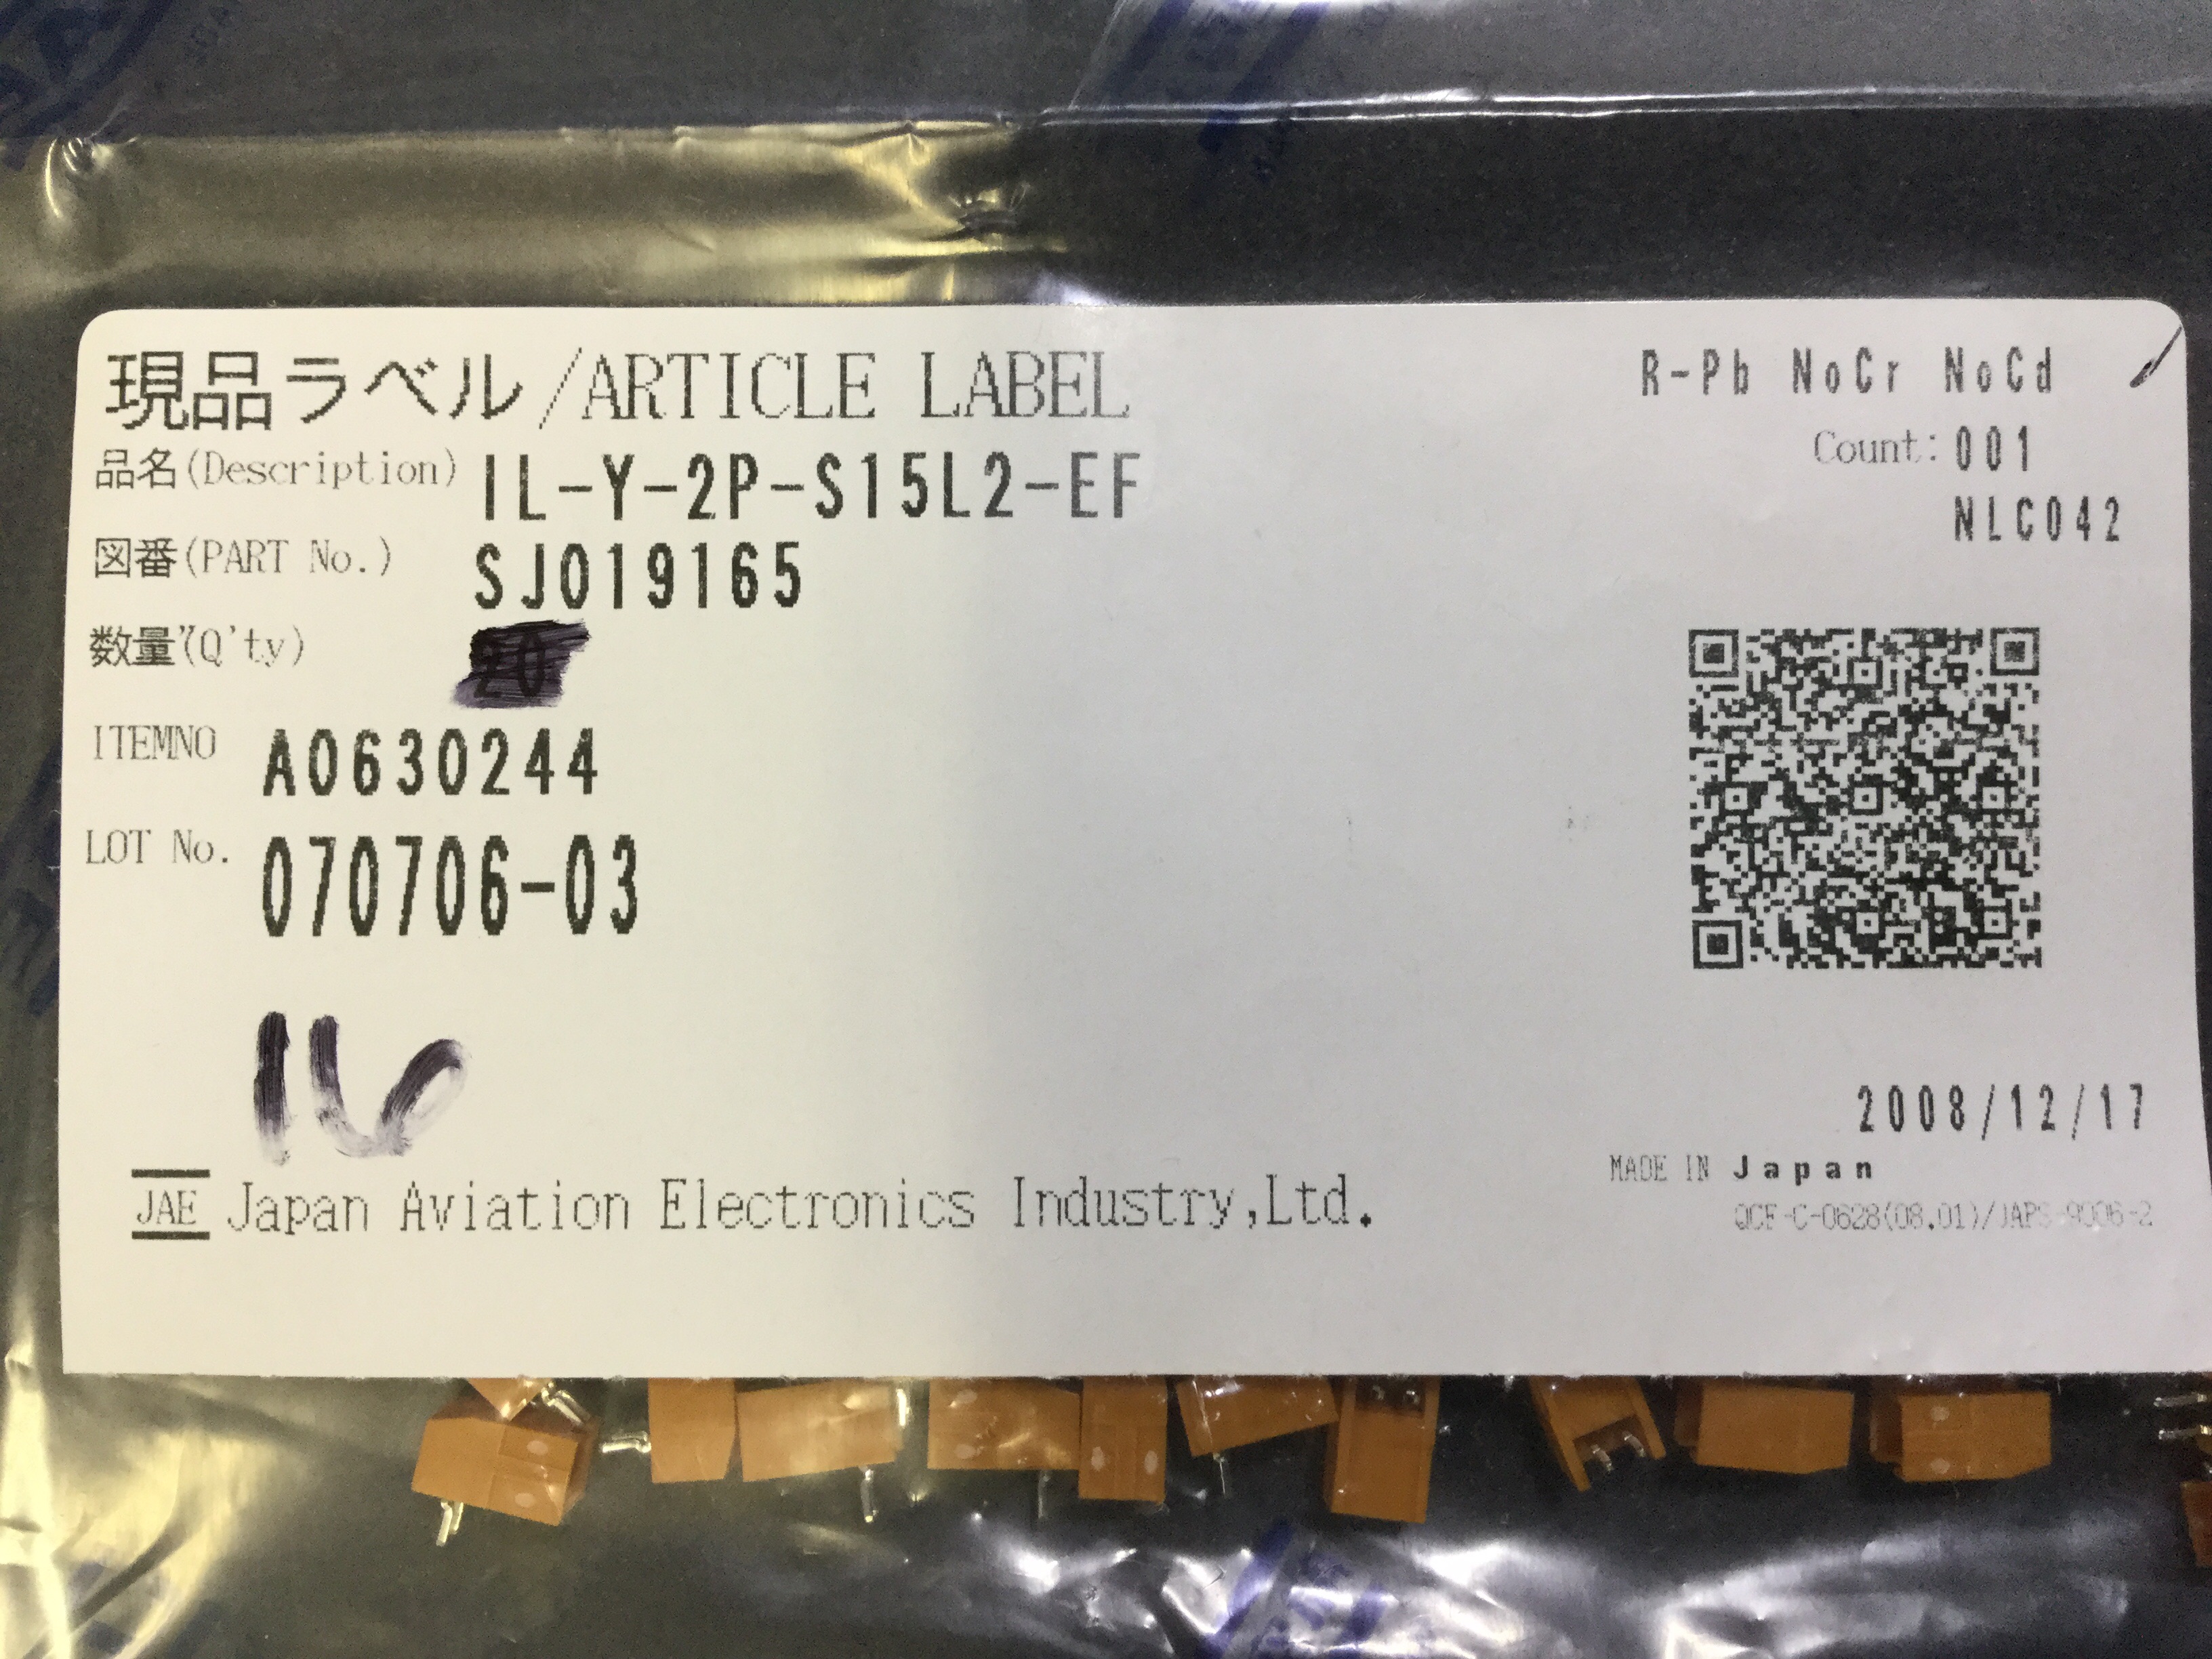 現品ラベル/ARTICLE LABEL
R-Pb NoCr NoCd
品名(Description) IL-Y-2P-S15L2-EF
Count:001
NLC042
図番(PART No.) SJ019165
数量(Q'ty) 20
ITEMNO A0630244
LOT No. 070706-03
16
2008/12/17
MADE IN Japan
JAE Japan Aviation Electronics Industry,Ltd.
QCF-C-0628(08.01)/JAPS-9006-2